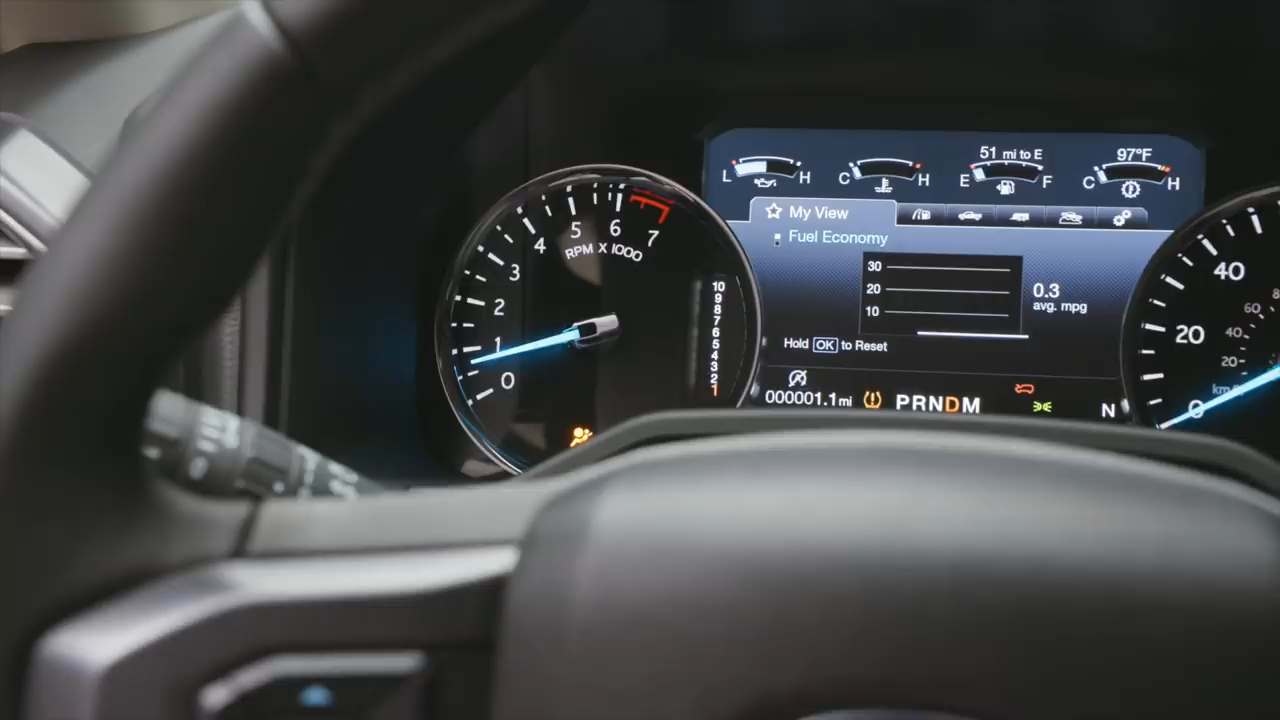 51 mi to E
97°F
L H
C H
E F
C H
My View
Fuel Economy
30
20
10
0.3
avg. mpg
Hold OK to Reset
000001.1mi
PRNDM
N
0
1
2
3
4
5
6
7
RPM X 1000
10
9
8
7
6
5
4
3
2
1
0
20
40
20
40
60